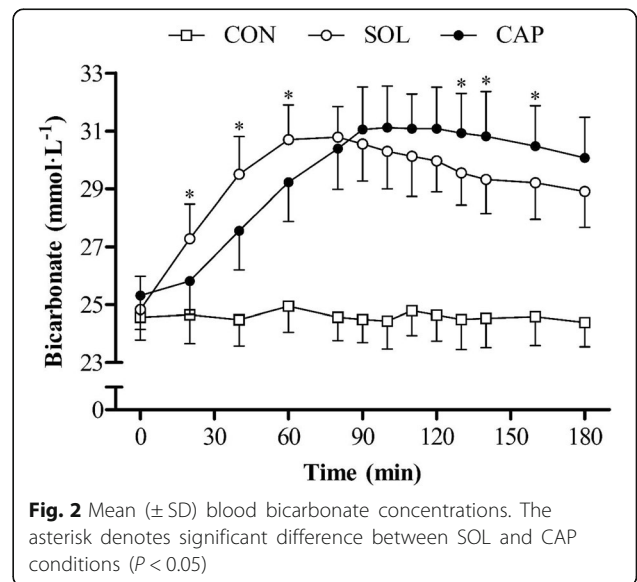 CON SOL CAP
33
31
29
27
25
23
0
Bicarbonate (mmol·L⁻¹)
* * * * * *
0 30 60 90 120 150 180
Time (min)
Fig. 2 Mean (± SD) blood bicarbonate concentrations. The
asterisk denotes significant difference between SOL and CAP
conditions (P < 0.05)